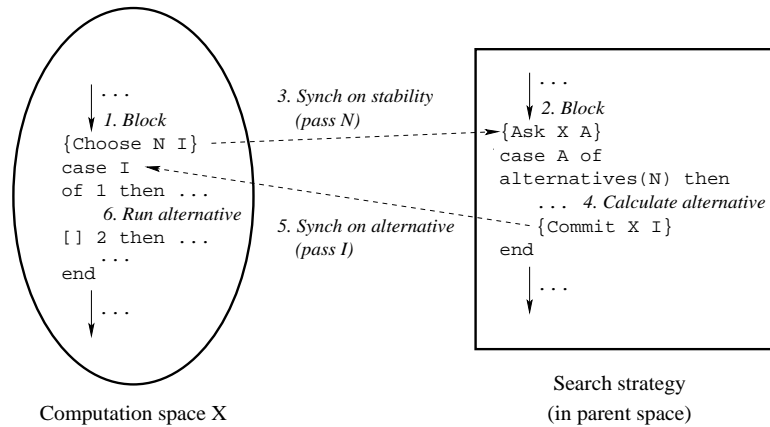 ...
1. Block
{Choose N I}
case I
of 1 then ...
6. Run alternative
[] 2 then ...
...
end
...
Computation space X
3. Synch on stability
(pass N)
5. Synch on alternative
(pass I)
...
2. Block
{Ask X A}
case A of
alternatives(N) then
... 4. Calculate alternative
{Commit X I}
end
...
Search strategy
(in parent space)